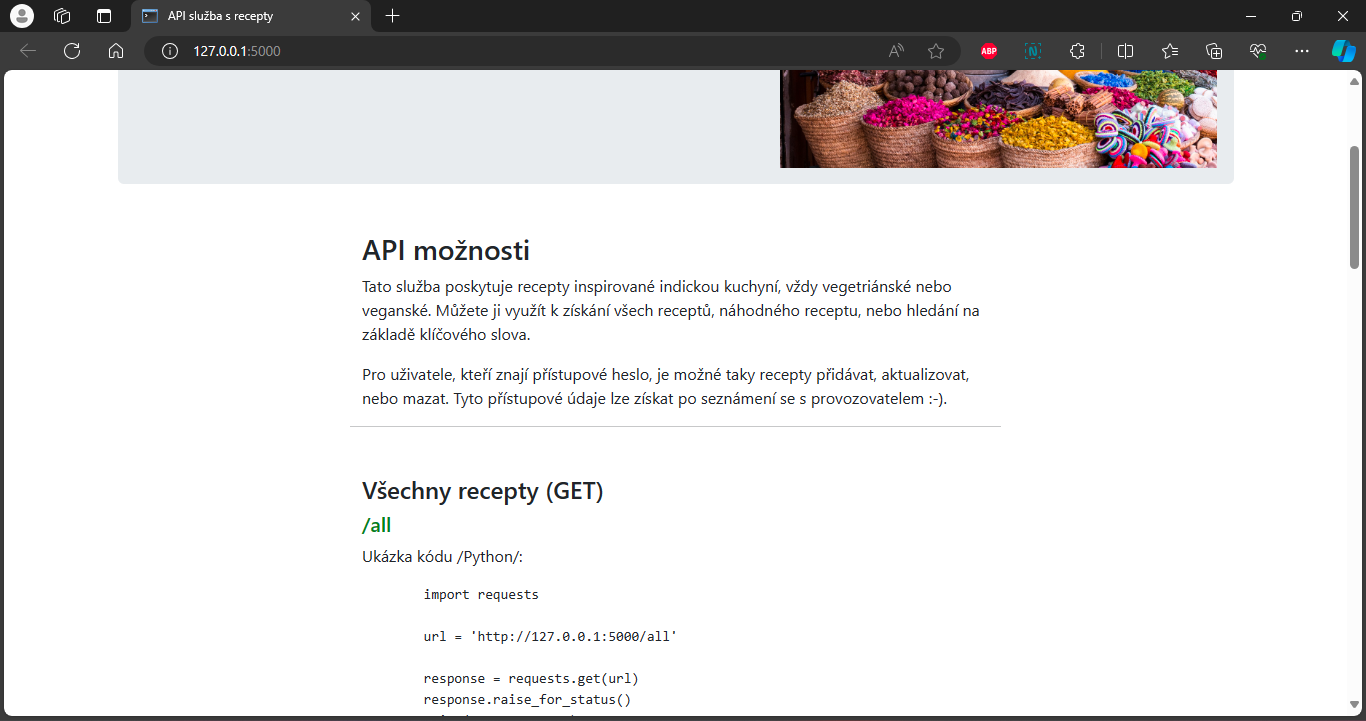 API služba s recepty
127.0.0.1:5000
ABP
N
API možnosti
Tato služba poskytuje recepty inspirované indickou kuchyní, vždy vegetriánské nebo
veganské. Můžete ji využít k získání všech receptů, náhodného receptu, nebo hledání na
základě klíčového slova.
Pro uživatele, kteří znají přístupové heslo, je možné taky recepty přidávat, aktualizovat,
nebo mazat. Tyto přístupové údaje lze získat po seznámení se s provozovatelem :-).
Všechny recepty (GET)
/all
Ukázka kódu /Python/:
import requests
url = 'http://127.0.0.1:5000/all'
response = requests.get(url)
response.raise_for_status()